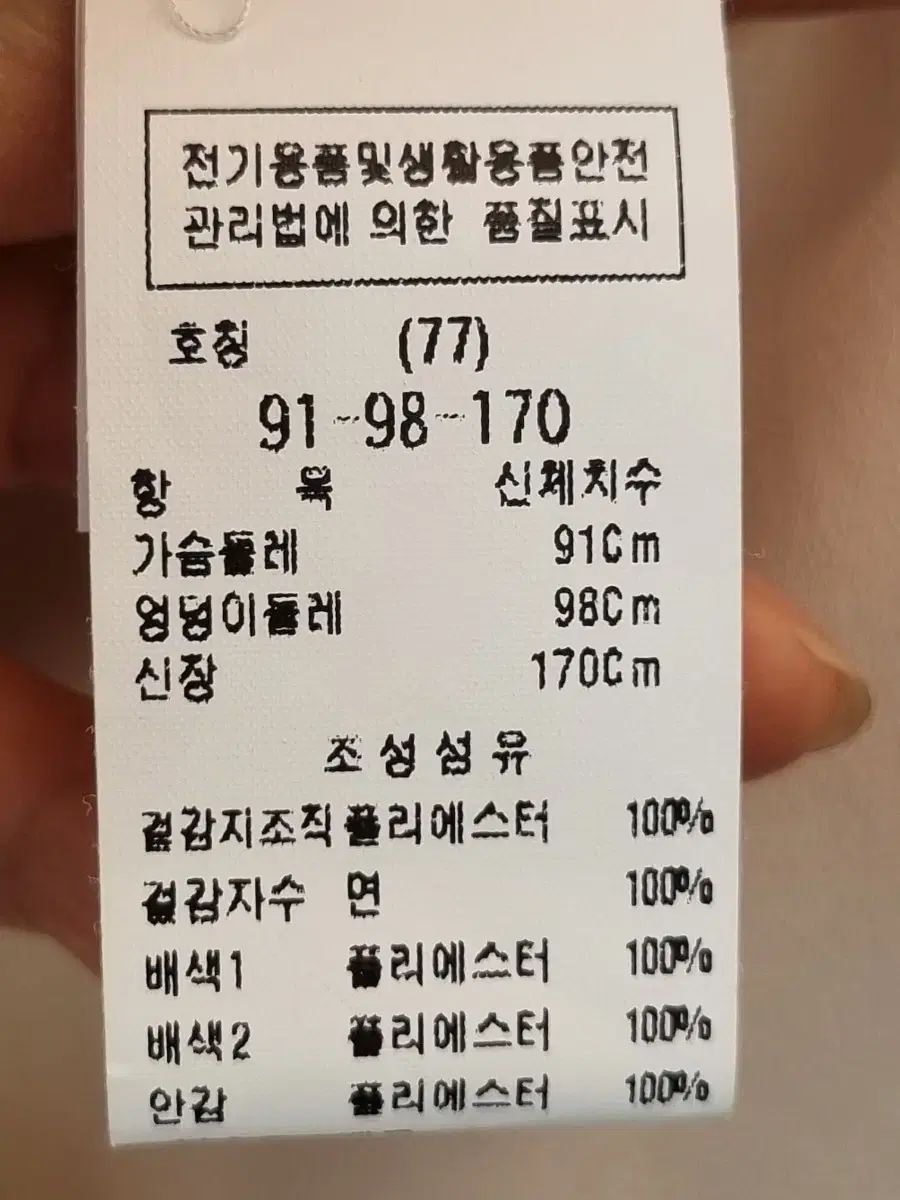 전기용품및생활용품안전
관리법에 의한 품질표시
호칭 (77)
91-98-170
항 목 신체치수
가슴둘레 91Cm
엉덩이둘레 98Cm
신장 170Cm
조성섬유
겉감지조직 폴리에스터 100%
겉감자수 면 100%
배색1 폴리에스터 100%
배색2 폴리에스터 100%
안감 폴리에스터 100%